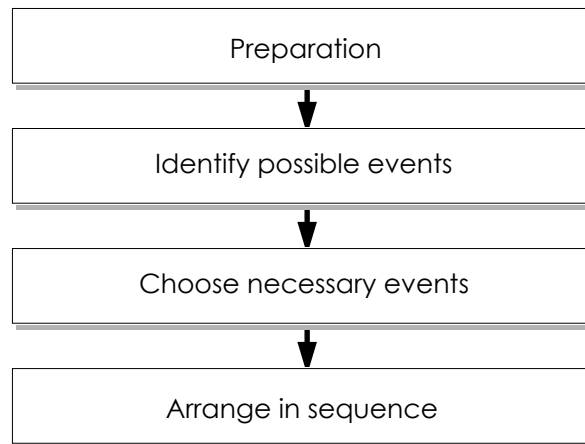 Preparation
Identify possible events
Choose necessary events
Arrange in sequence